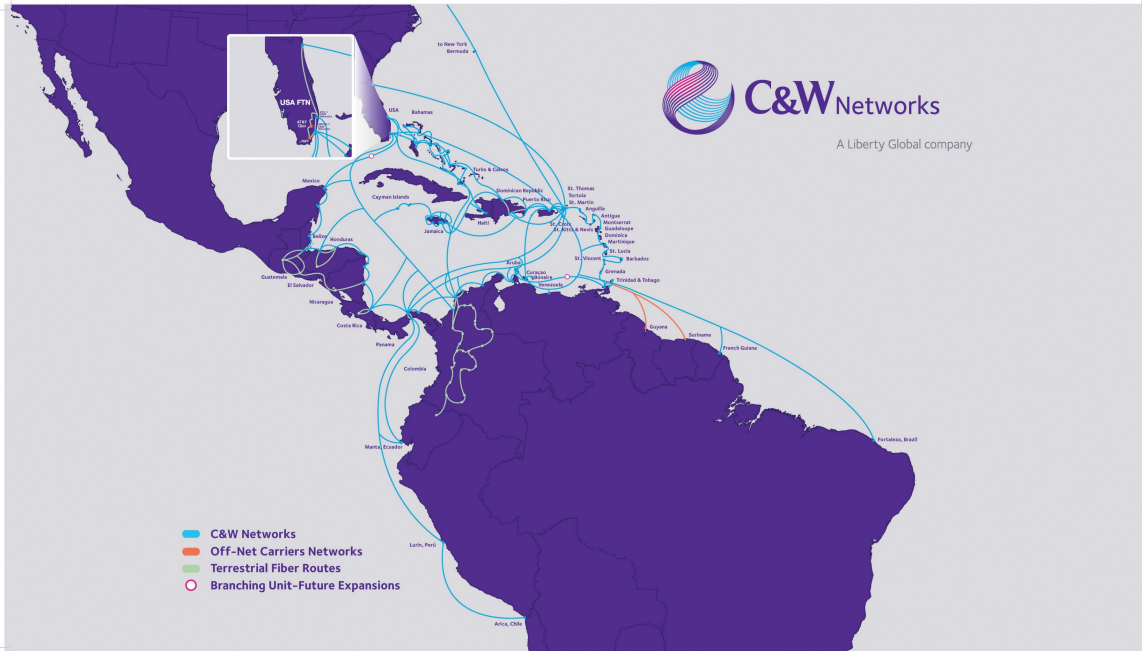 to New York
Bermuda
C&W Networks
A Liberty Global company
USA FTN
AT&T
Ojus
USA
Bahamas
Mexico
Turks & Caicos
Cayman Islands
Dominican Republic
Puerto Rico
St. Thomas
Tortola
St. Martin
Anguilla
Antigua
Montserrat
Guadeloupe
Dominica
Martinique
Jamaica
Haiti
St. Croix
St. Kitts & Nevis
Belize
Honduras
St. Lucia
St. Vincent
Barbados
Aruba
Curaçao
Bonaire
Grenada
Trinidad & Tobago
Venezuela
Guatemala
El Salvador
Nicaragua
Costa Rica
Panama
Guyana
Suriname
French Guiana
Colombia
Manta, Ecuador
Fortaleza, Brazil
C&W Networks
Off-Net Carriers Networks
Terrestrial Fiber Routes
Branching Unit-Future Expansions
Lurin, Perú
Arica, Chile